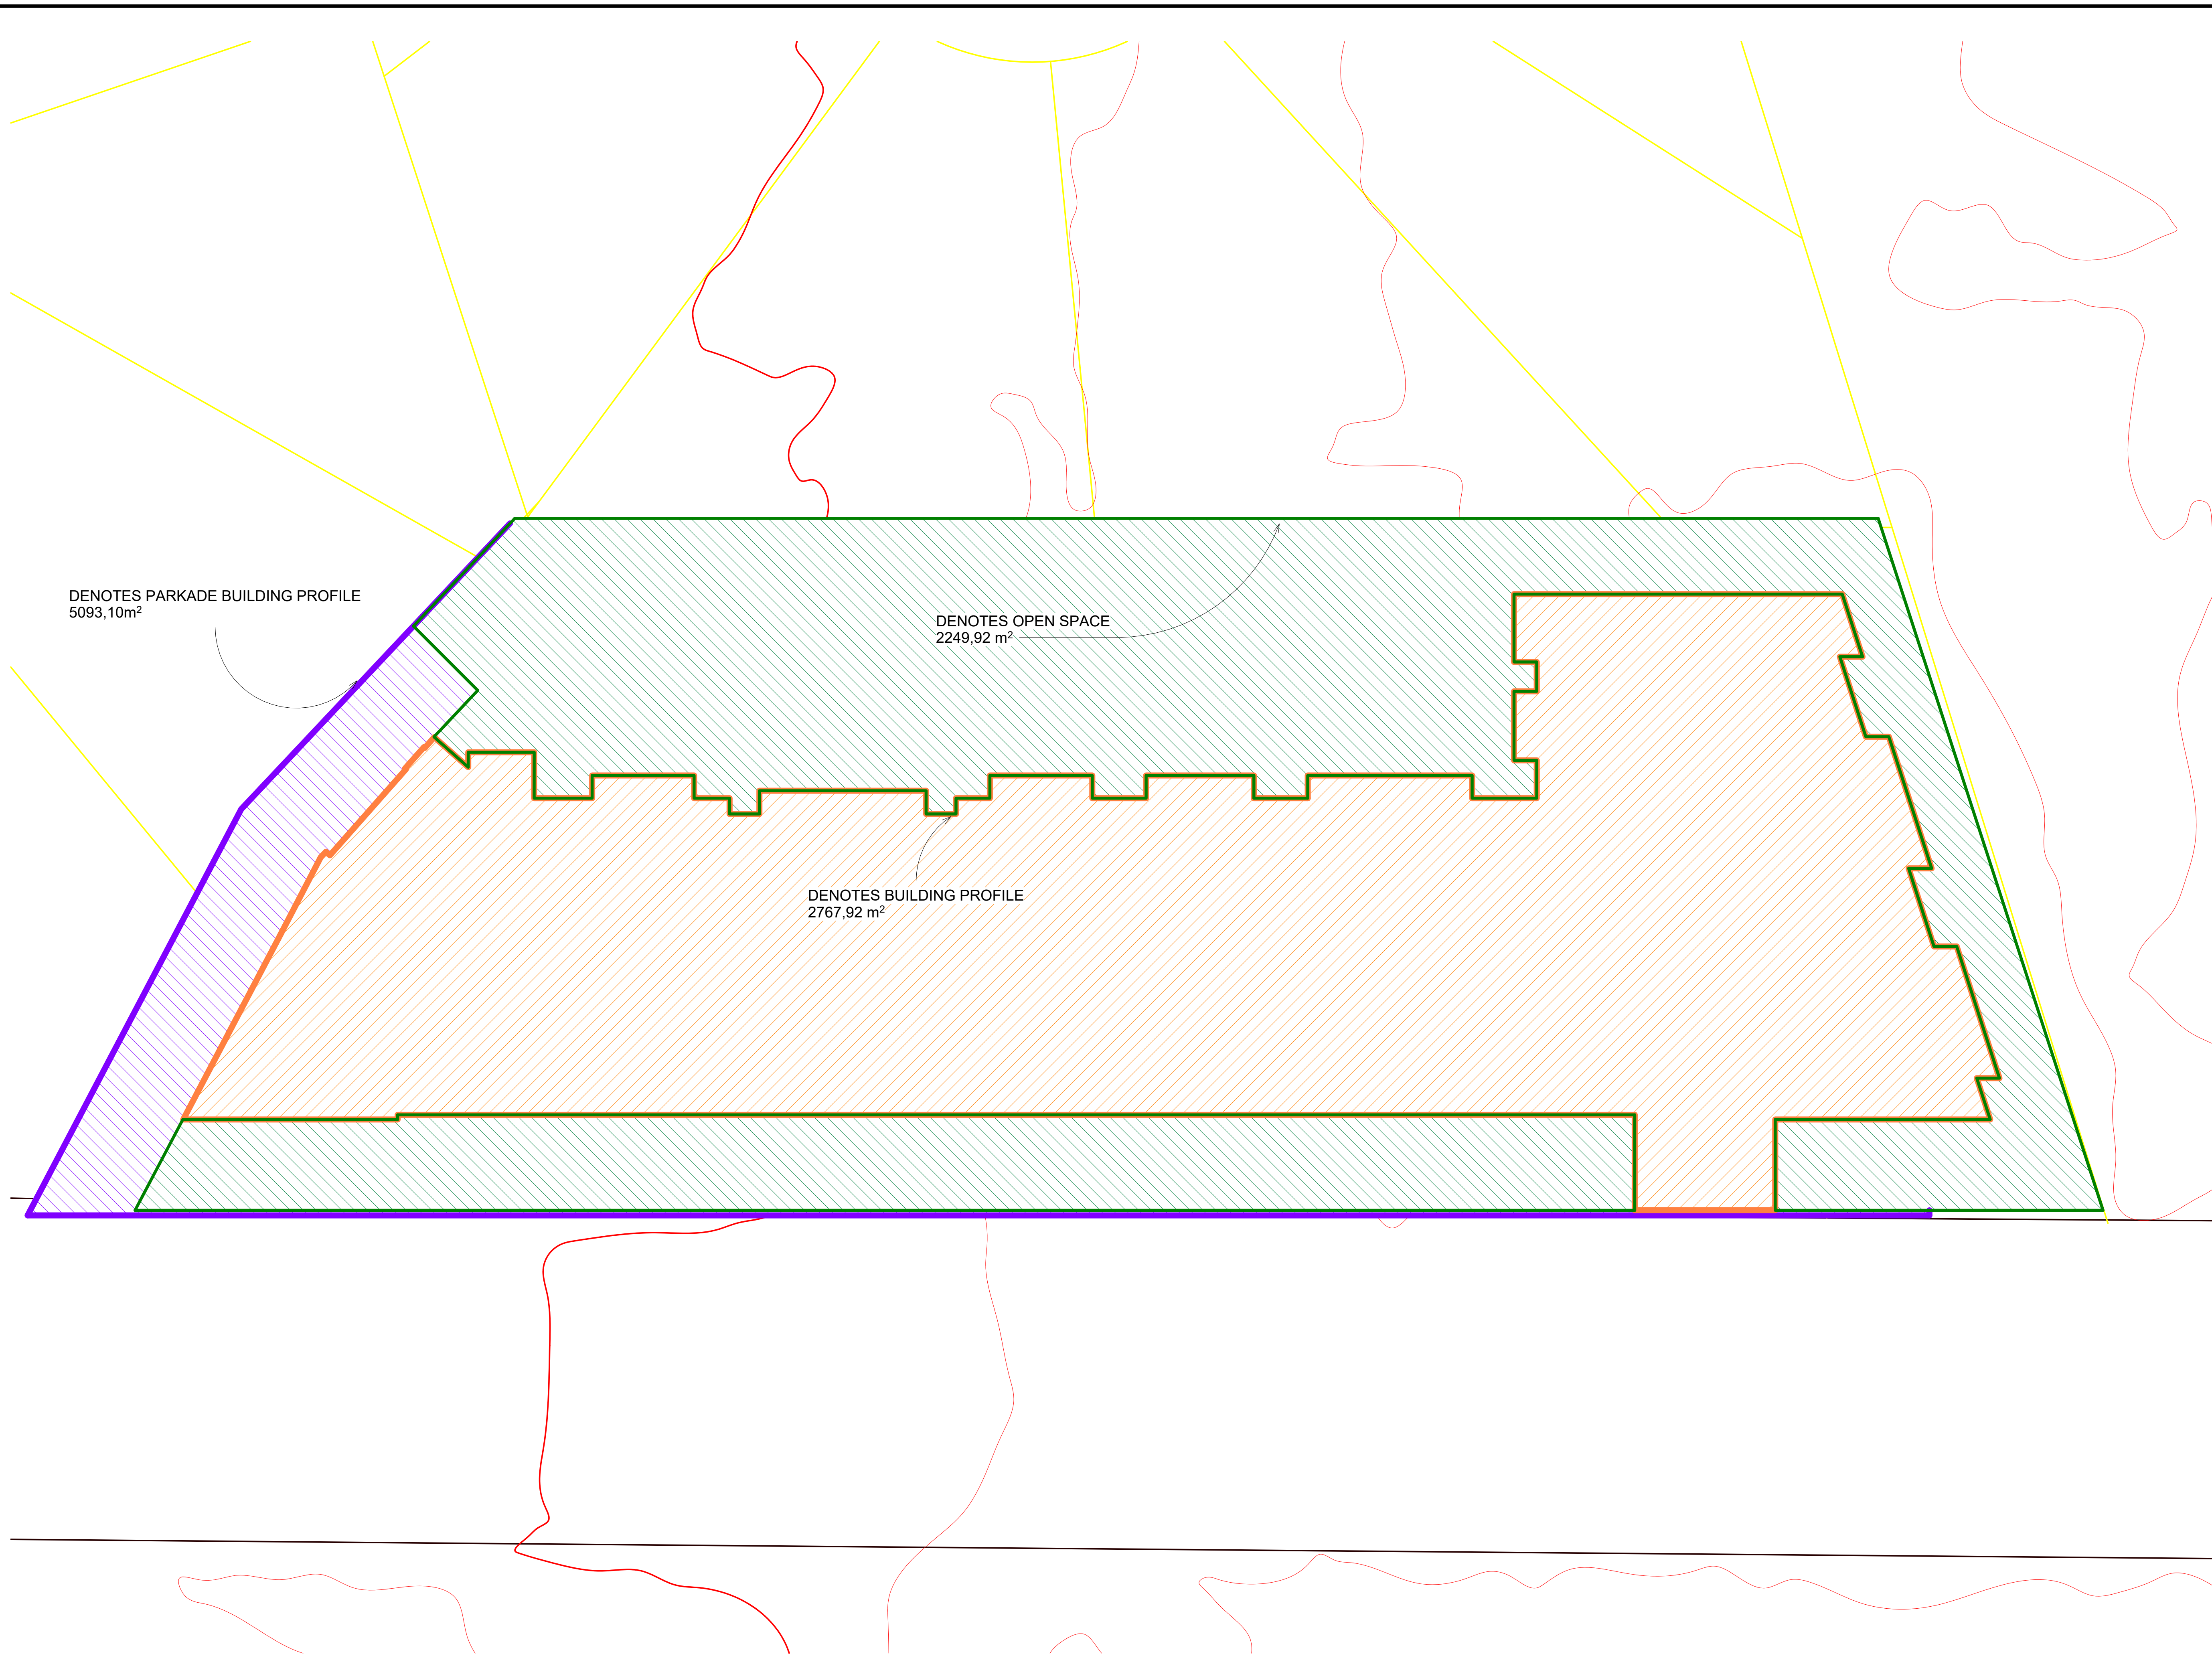 DENOTES PARKADE BUILDING PROFILE
5093,10m²
DENOTES OPEN SPACE
2249,92 m²
DENOTES BUILDING PROFILE
2767,92 m²